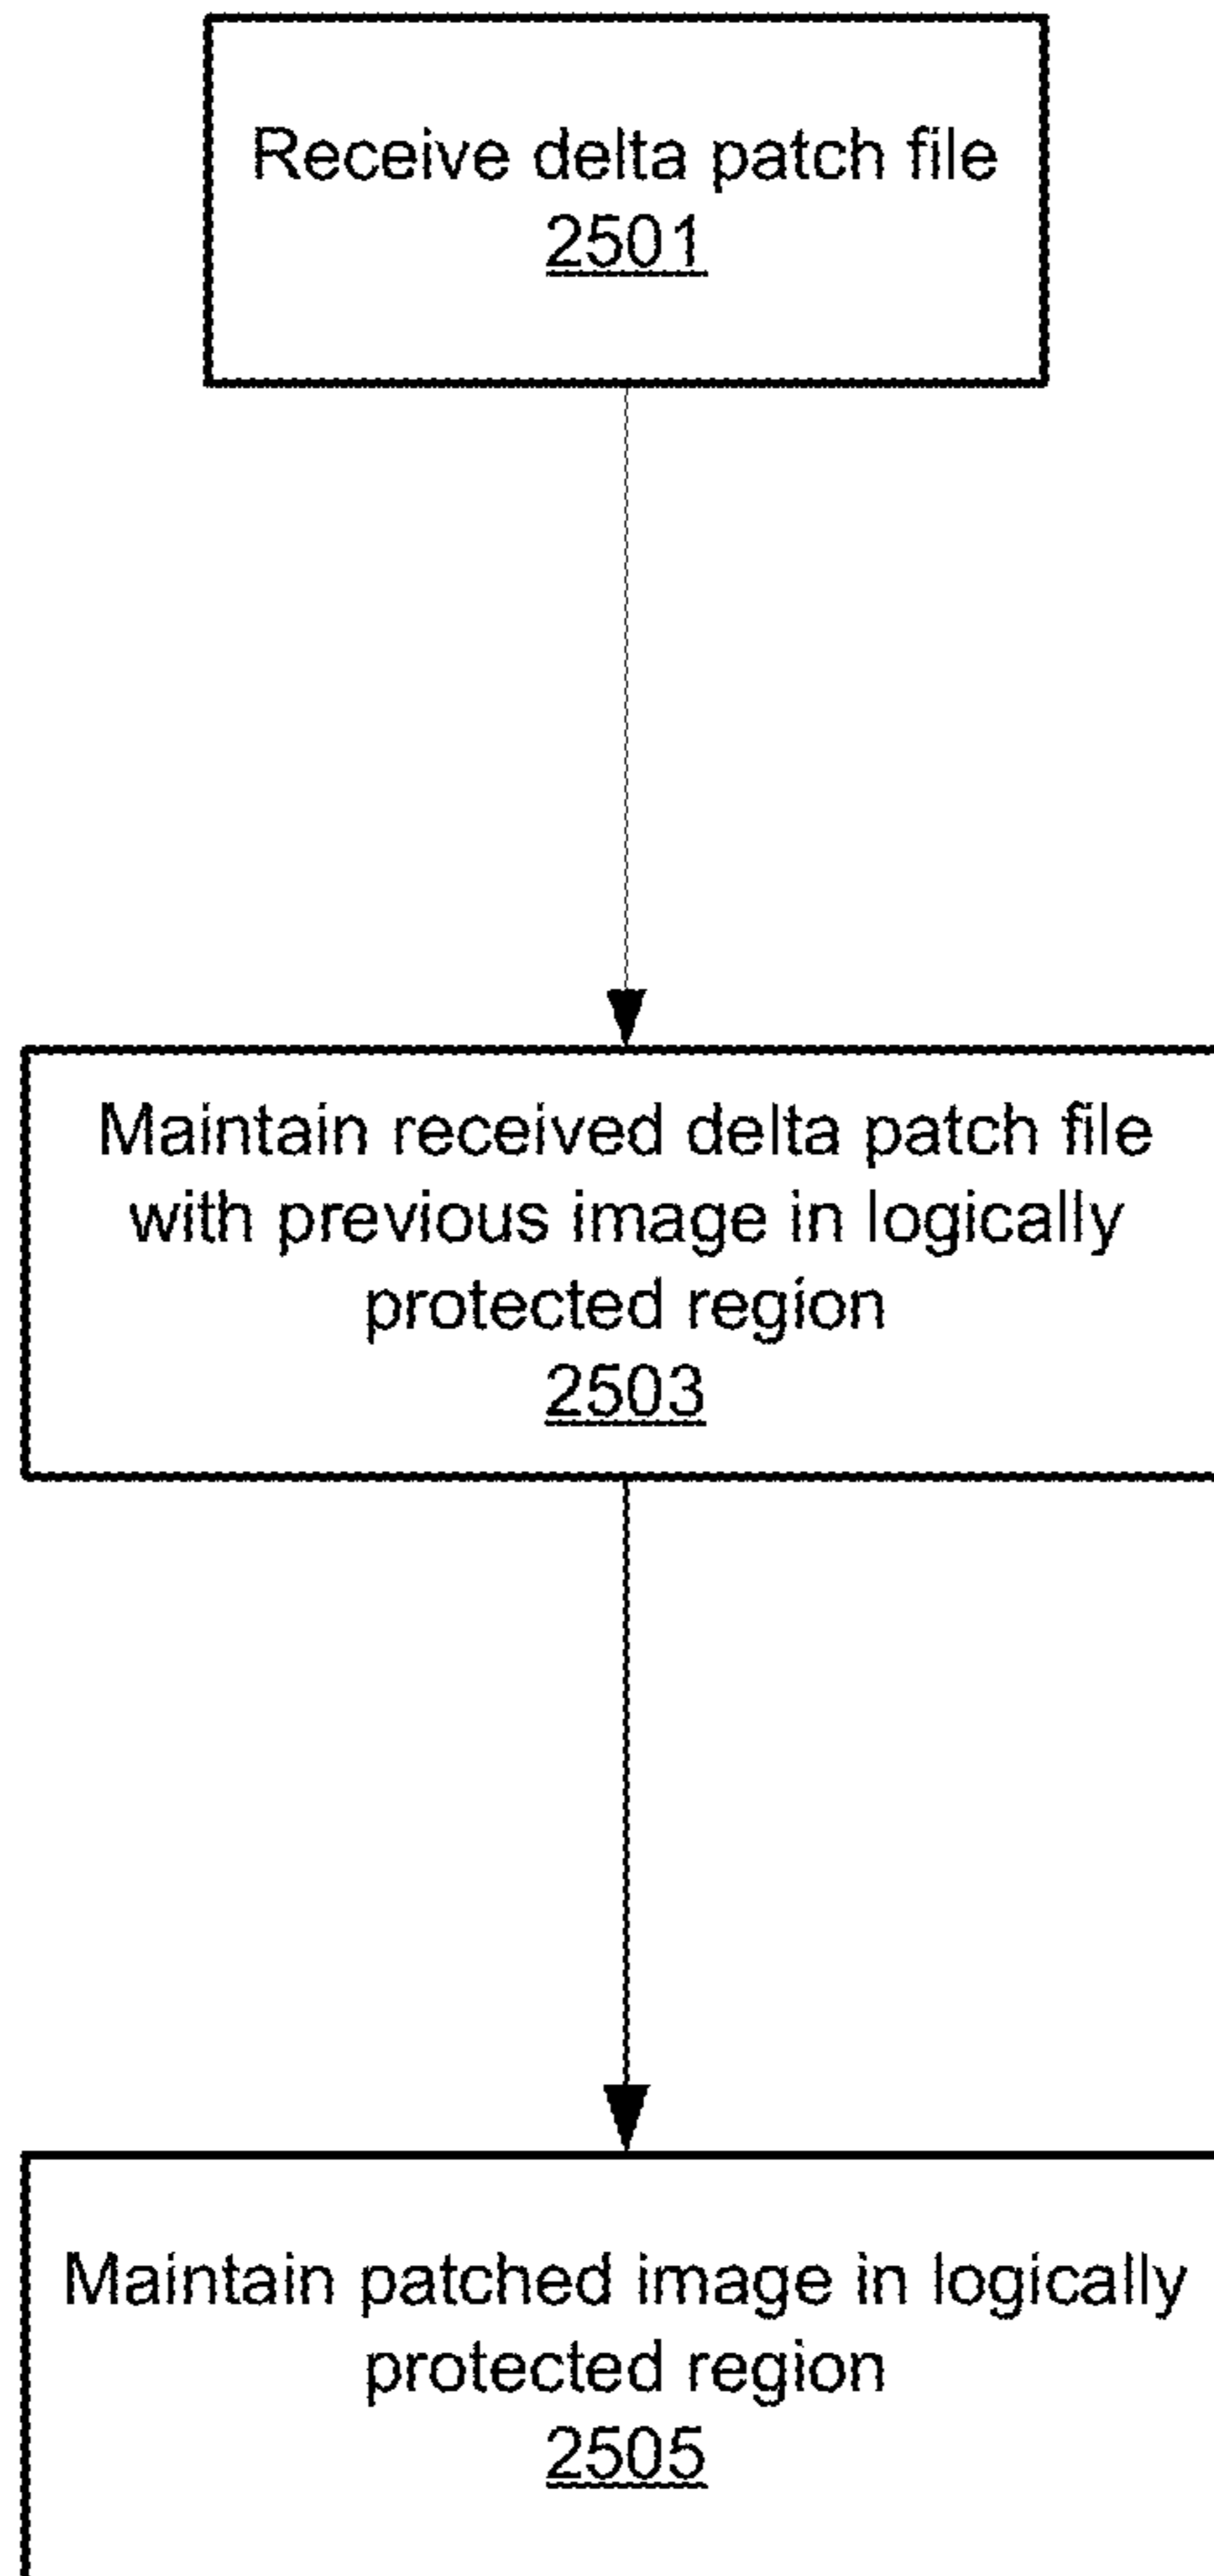 Receive delta patch file
2501
Maintain received delta patch file
with previous image in logically
protected region
2503
Maintain patched image in logically
protected region
2505